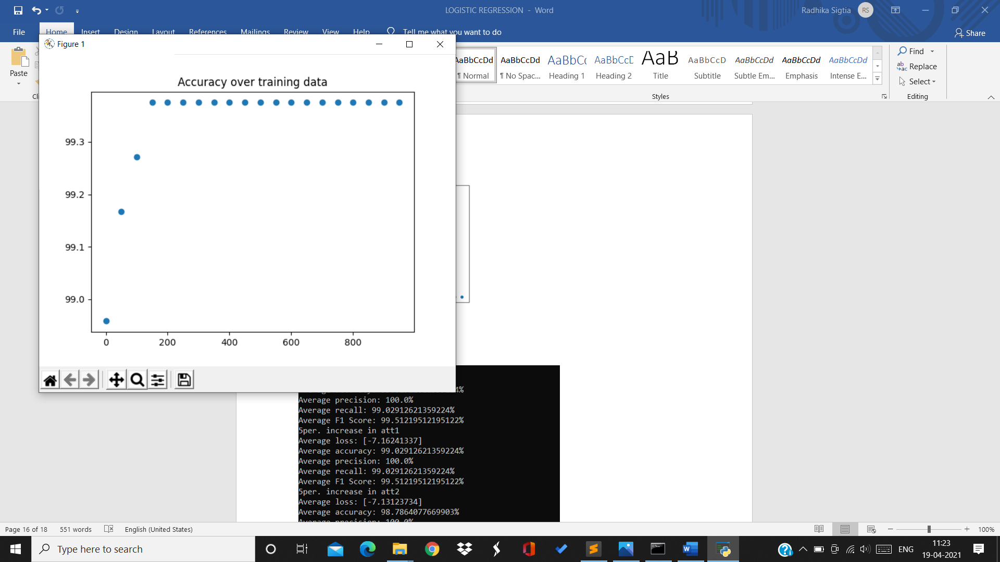 LOGISTIC REGRESSION - Word
Radhika Sigtia
RS
File
Home
Insert
Design
Layout
References
Mailings
Review
View
Help
Tell me what you want to do
Share
Paste
AaBbCcDd
¶ Normal
AaBbCcDd
¶ No Spac...
AaBbCc
Heading 1
AaBbCcD
Heading 2
AaB
Title
AaBbCcD
Subtitle
AaBbCcDd
Subtle Em...
AaBbCcDd
Emphasis
AaBbCcDd
Intense E...
Styles
Find
Replace
Select
Editing
Figure 1
Accuracy over training data
99.3
99.2
99.1
99.0
0 200 400 600 800
4%
Average precision: 100.0%
Average recall: 99.02912621359224%
Average F1 Score: 99.51219512195122%
5per. increase in att1
Average loss: [-7.16241337]
Average accuracy: 99.02912621359224%
Average precision: 100.0%
Average recall: 99.02912621359224%
Average F1 Score: 99.51219512195122%
5per. increase in att2
Average loss: [-7.13123734]
Average accuracy: 98.7864077669903%
Average precision: 100.0%
Page 16 of 18
551 words
English (United States)
100%
Type here to search
ENG
11:23
19-04-2021